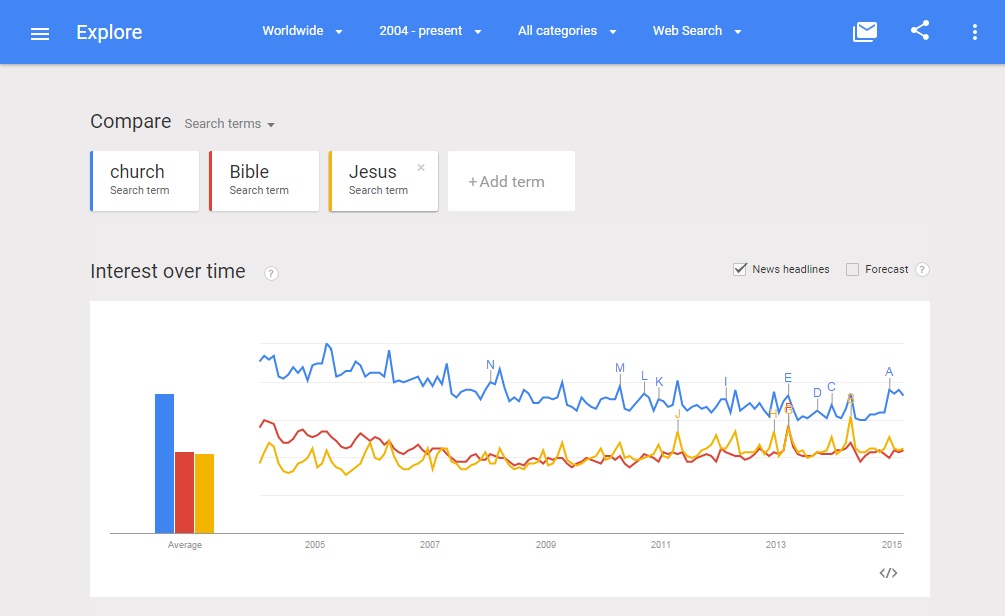 Explore Worldwide 2004 - present All categories Web Search
Compare Search terms
church Bible Jesus × +Add term
Search term Search term Search term
Interest over time ? News headlines Forecast ?
N M L K J I H E F D C B A
Average 2005 2007 2009 2011 2013 2015
</>